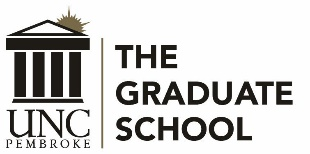 UNC
PEMBROKE
THE
GRADUATE
SCHOOL